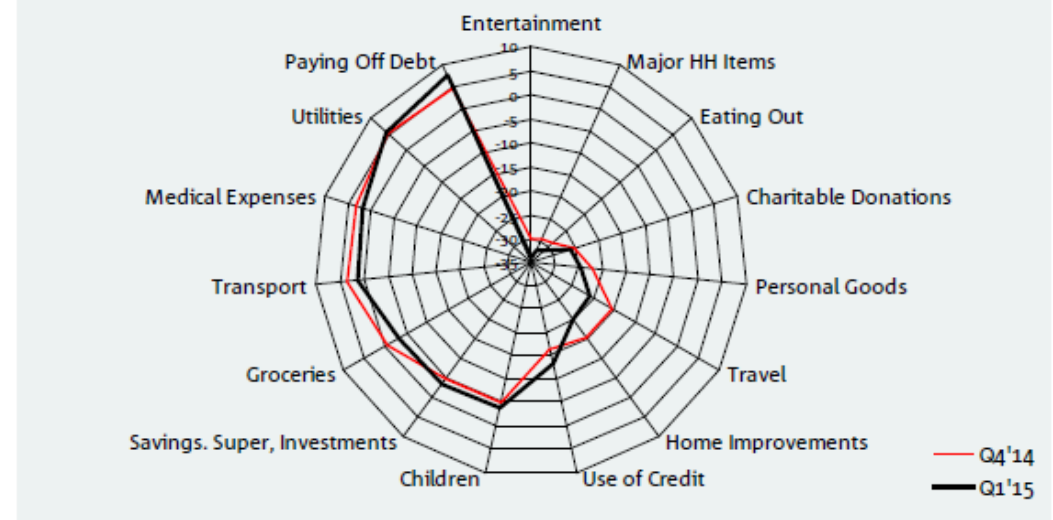 Entertainment
Major HH Items
Eating Out
Charitable Donations
Personal Goods
Travel
Home Improvements
Use of Credit
Children
Savings. Super, Investments
Groceries
Transport
Medical Expenses
Utilities
Paying Off Debt
10
5
0
-5
-10
-15
-20
-25
-30
-35
Q4'14
Q1'15